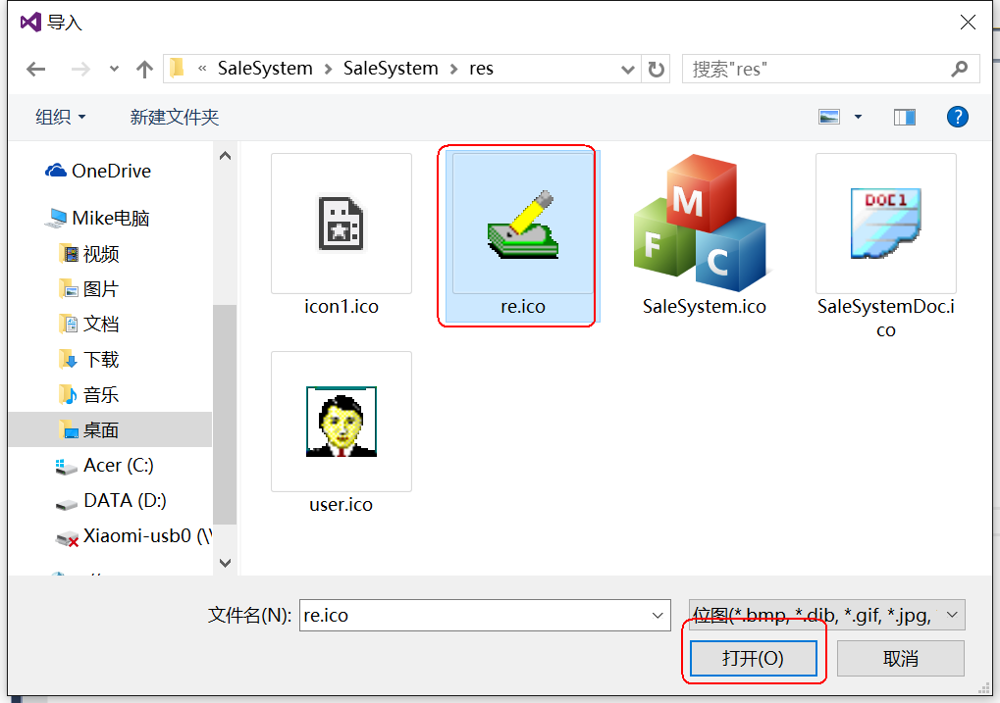 导入
« SaleSystem > SaleSystem > res
搜索"res"
组织
新建文件夹
?
OneDrive
Mike电脑
视频
图片
文档
下载
音乐
桌面
Acer (C:)
DATA (D:)
Xiaomi-usb0 (\\
icon1.ico
re.ico
M
F
C
SaleSystem.ico
DOC1
SaleSystemDoc.i
co
user.ico
文件名(N):
re.ico
位图(*.bmp, *.dib, *.gif, *.jpg,
打开(O)
取消